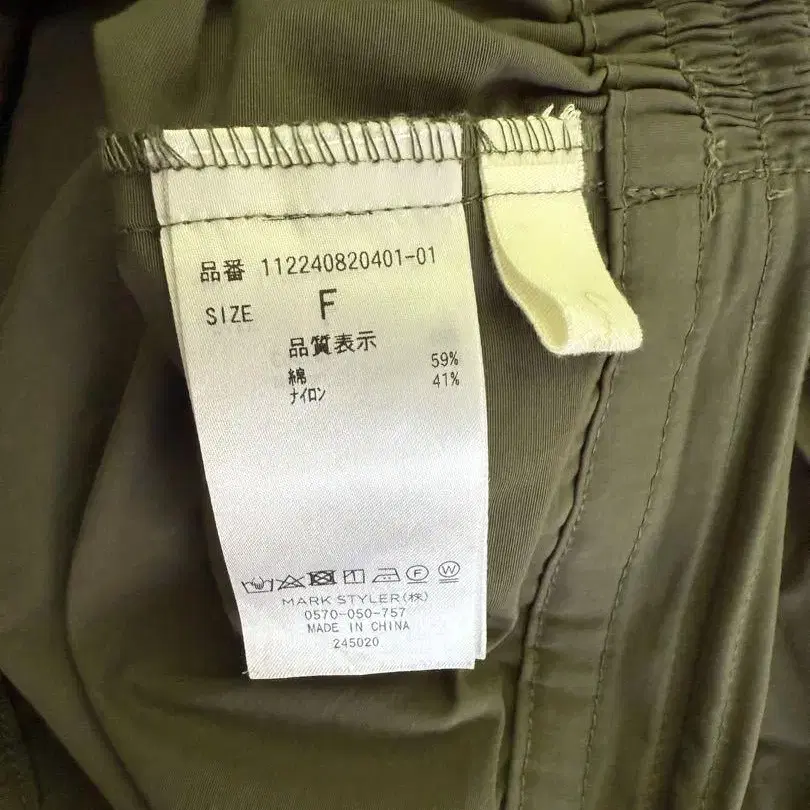 品番 112240820401-01
SIZE F
品質表示
綿 59%
ナイロン 41%
F W
MARK STYLER(株)
0570-050-757
MADE IN CHINA
245020